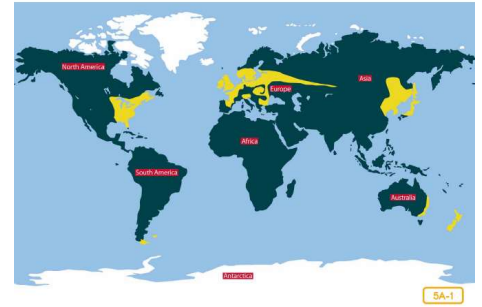 North America
Asia
Europe
Africa
South America
Australia
Antarctica
5A-1